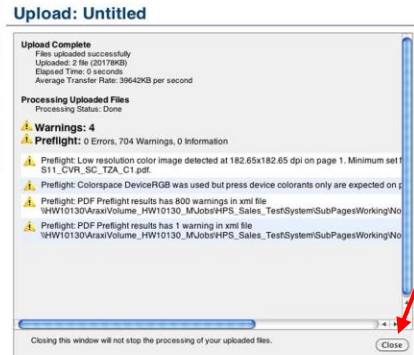 Upload: Untitled
Upload Complete
Files uploaded successfully
Uploaded: 2 file (20178KB)
Elapsed Time: 0 seconds
Average Transfer Rate: 39642KB per second
Processing Uploaded Files
Processing Status: Done
Warnings: 4
Preflight: 0 Errors, 704 Warnings, 0 Information
Preflight: Low resolution color image detected at 182.65x182.65 dpi on page 1. Minimum set f
S11_CVR_SC_TZA_C1.pdf.
Preflight: Colorspace DeviceRGB was used but press device colorants only are expected on p
Preflight: PDF Preflight results has 800 warnings in xml file
\\HW10130\AraxiVolume_HW10130_M\Jobs\HPS_Sales_Test\System\SubPagesWorking\No
Preflight: PDF Preflight results has 1 warning in xml file
\\HW10130\AraxiVolume_HW10130_M\Jobs\HPS_Sales_Test\System\SubPagesWorking\No
Closing this window will not stop the processing of your uploaded files.
Close